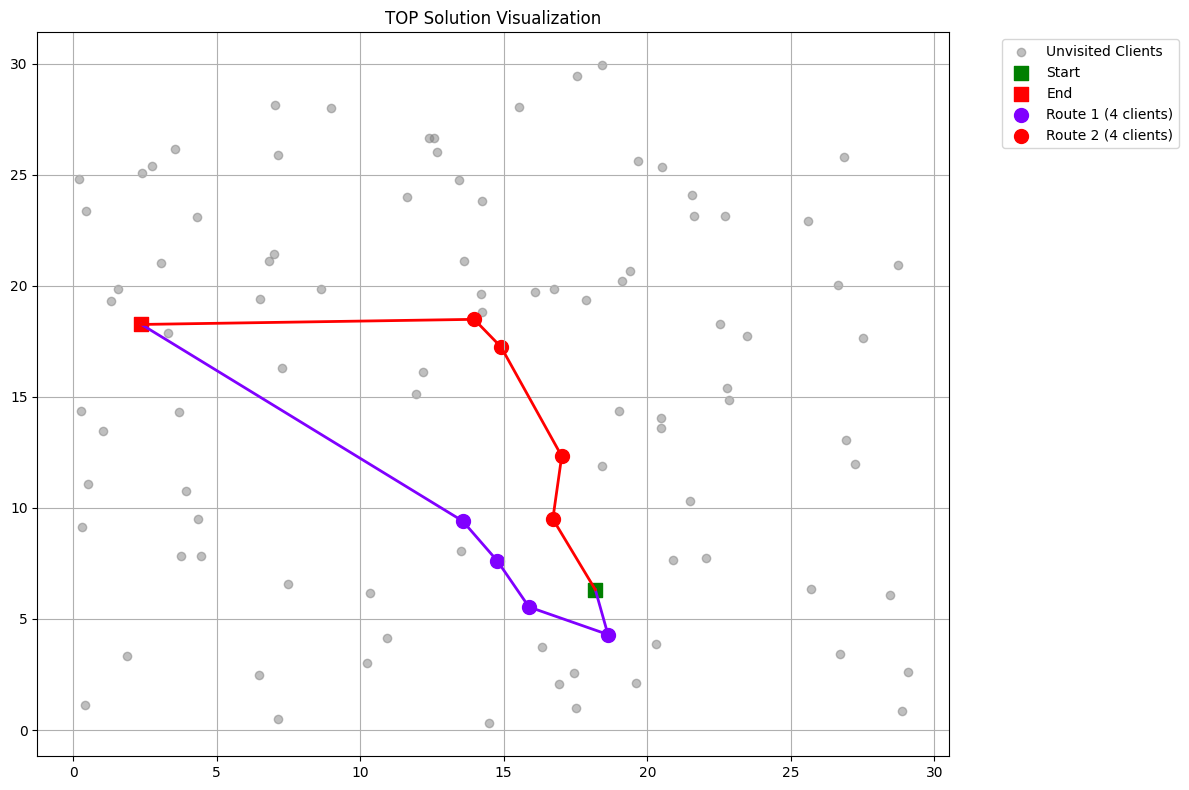 TOP Solution Visualization
Unvisited Clients
Start
End
Route 1 (4 clients)
Route 2 (4 clients)
30
25
20
15
10
5
0
0 5 10 15 20 25 30